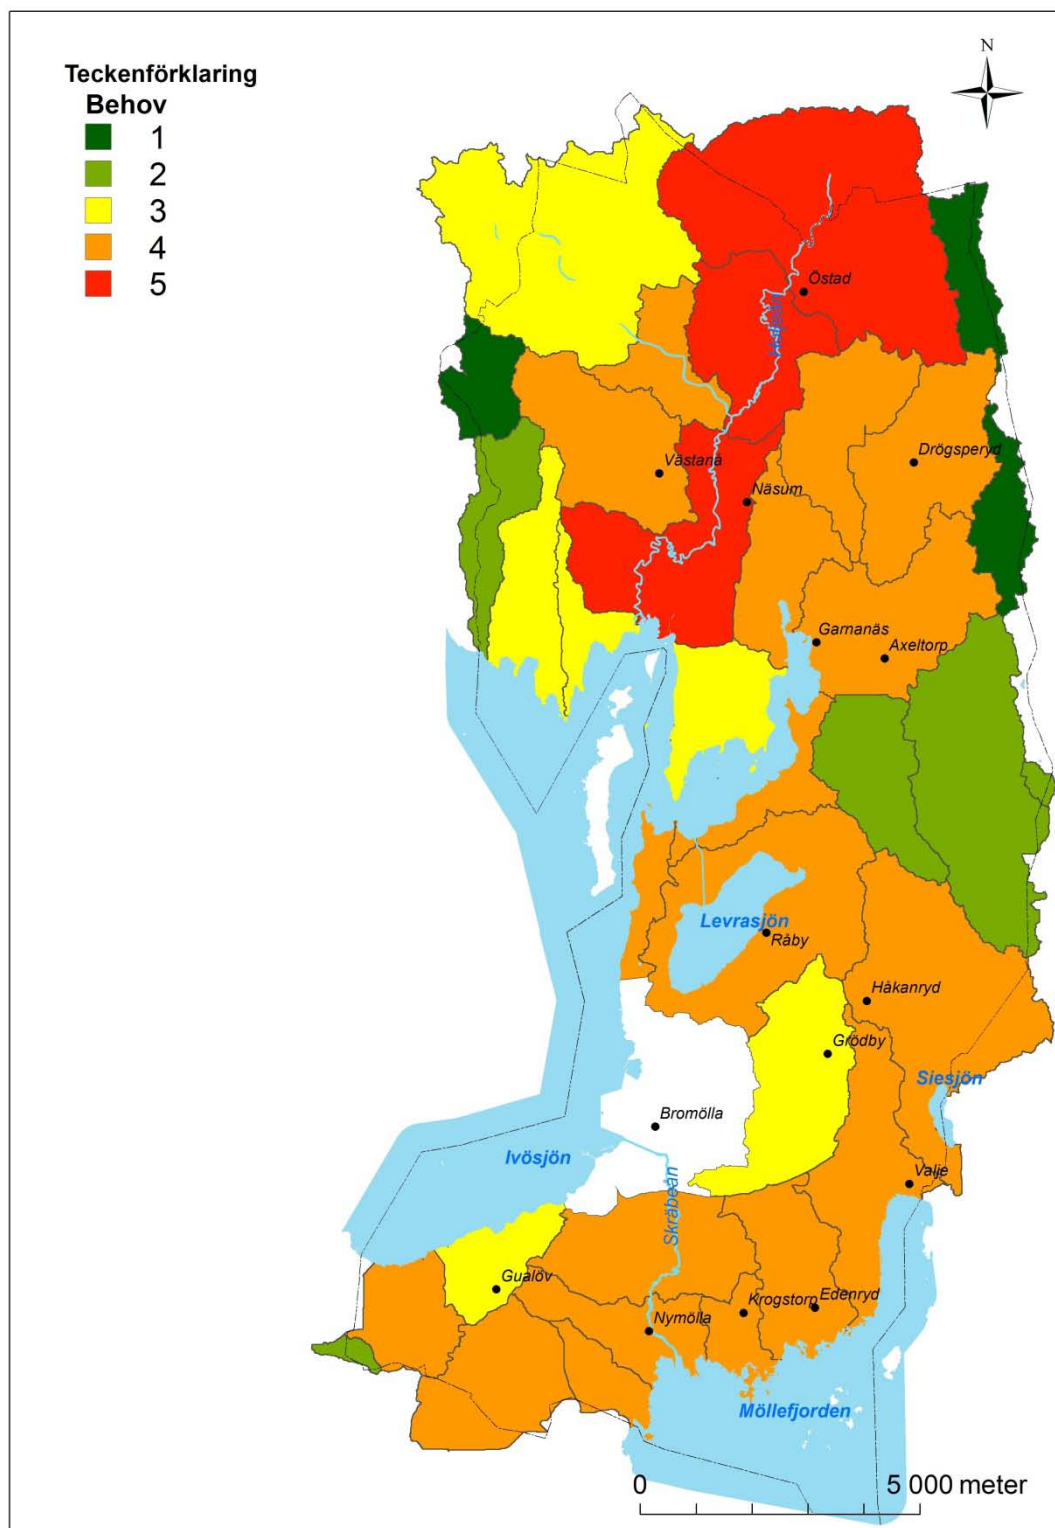 N
Teckenförklaring
Behov
1
2
3
4
5
Östad
Drögsperyd
Västanå
Näsum
Garnanäs
Axeltorp
Levrasjön
Råby
Håkanryd
Grödby
Siesjön
Bromölla
Ivösjön
Valje
Skräbeån
Gualöv
Krogstorp
Edenryd
Nymölla
Möllefjorden
0
5 000 meter